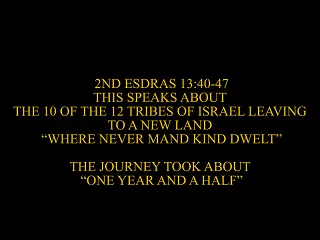 2ND ESDRAS 13:40-47
THIS SPEAKS ABOUT
THE 10 OF THE 12 TRIBES OF ISRAEL LEAVING
TO A NEW LAND
“WHERE NEVER MAND KIND DWELT”
THE JOURNEY TOOK ABOUT
“ONE YEAR AND A HALF”